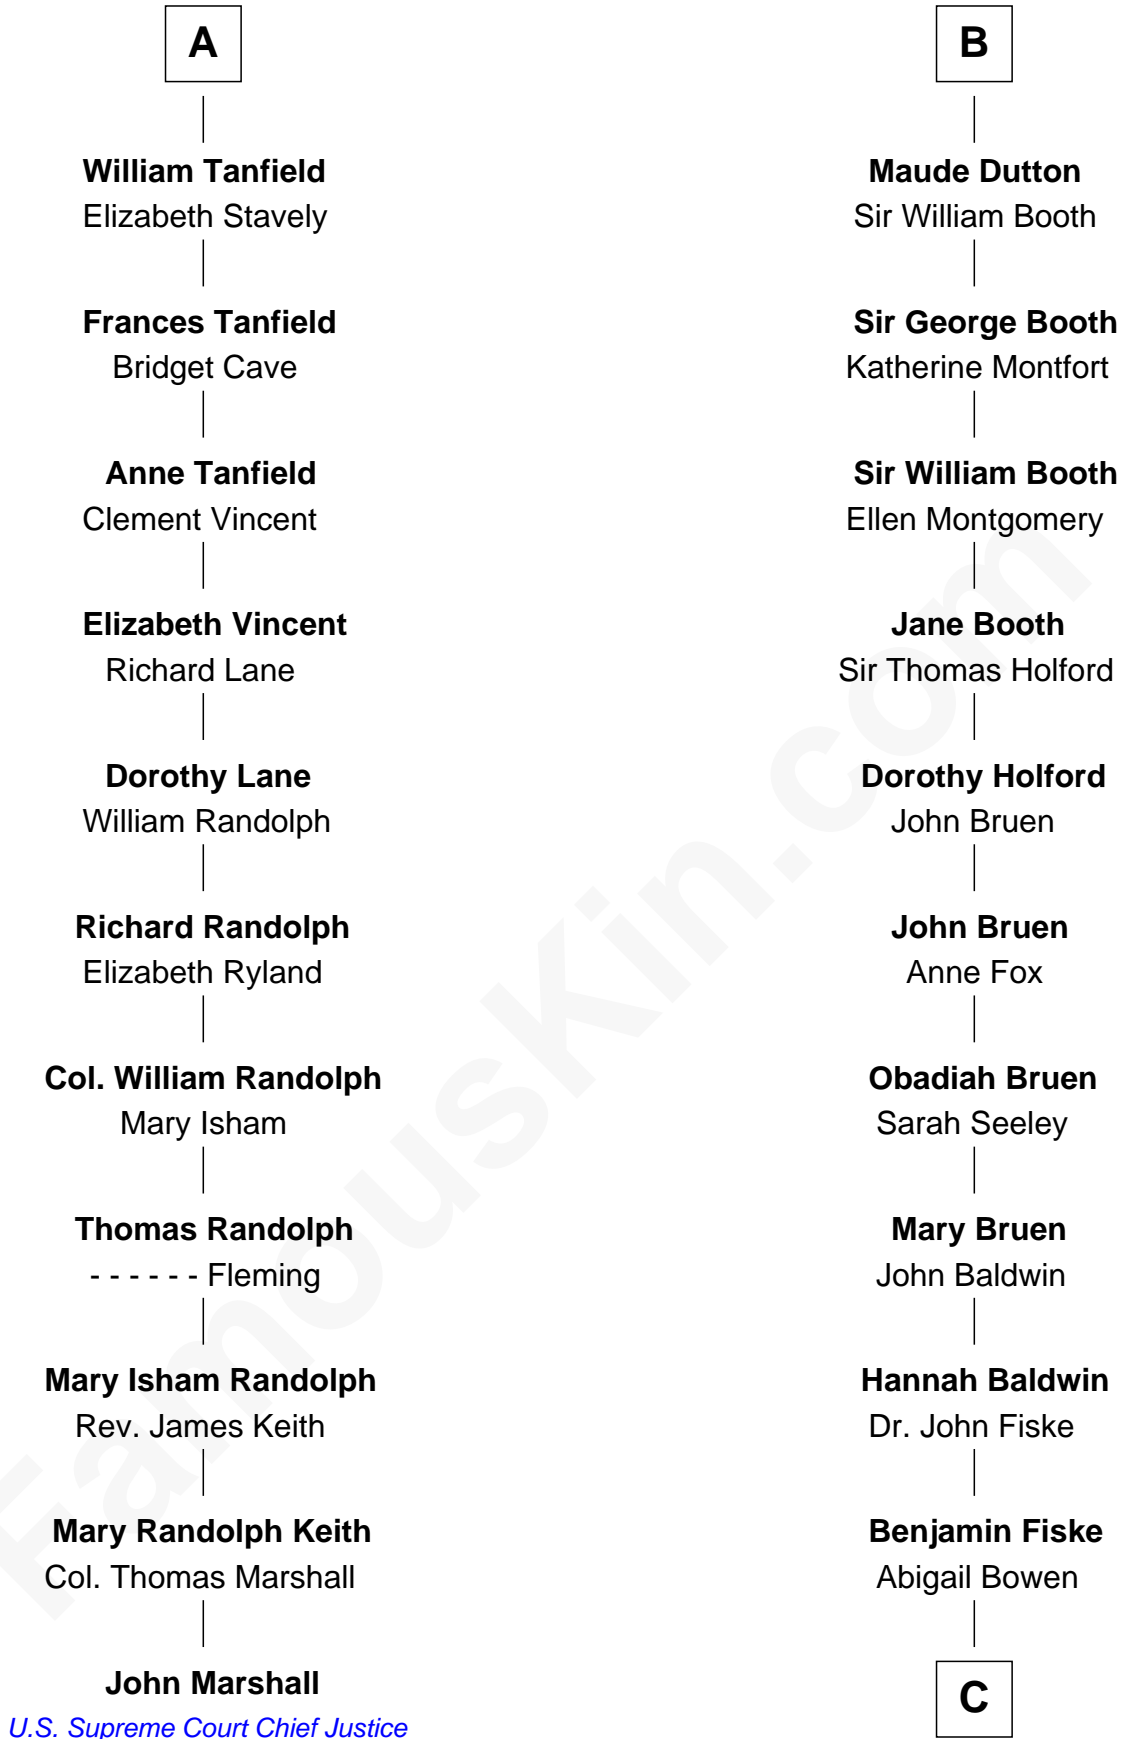 A
William Tanfield
Elizabeth Stavely
Frances Tanfield
Bridget Cave
Anne Tanfield
Clement Vincent
Elizabeth Vincent
Richard Lane
Dorothy Lane
William Randolph
Richard Randolph
Elizabeth Ryland
Col. William Randolph
Mary Isham
Thomas Randolph
- - - - - - Fleming
Mary Isham Randolph
Rev. James Keith
Mary Randolph Keith
Col. Thomas Marshall
John Marshall
U.S. Supreme Court Chief Justice
B
Maude Dutton
Sir William Booth
Sir George Booth
Katherine Montfort
Sir William Booth
Ellen Montgomery
Jane Booth
Sir Thomas Holford
Dorothy Holford
John Bruen
John Bruen
Anne Fox
Obadiah Bruen
Sarah Seeley
Mary Bruen
John Baldwin
Hannah Baldwin
Dr. John Fiske
Benjamin Fiske
Abigail Bowen
C
FamousKin.com